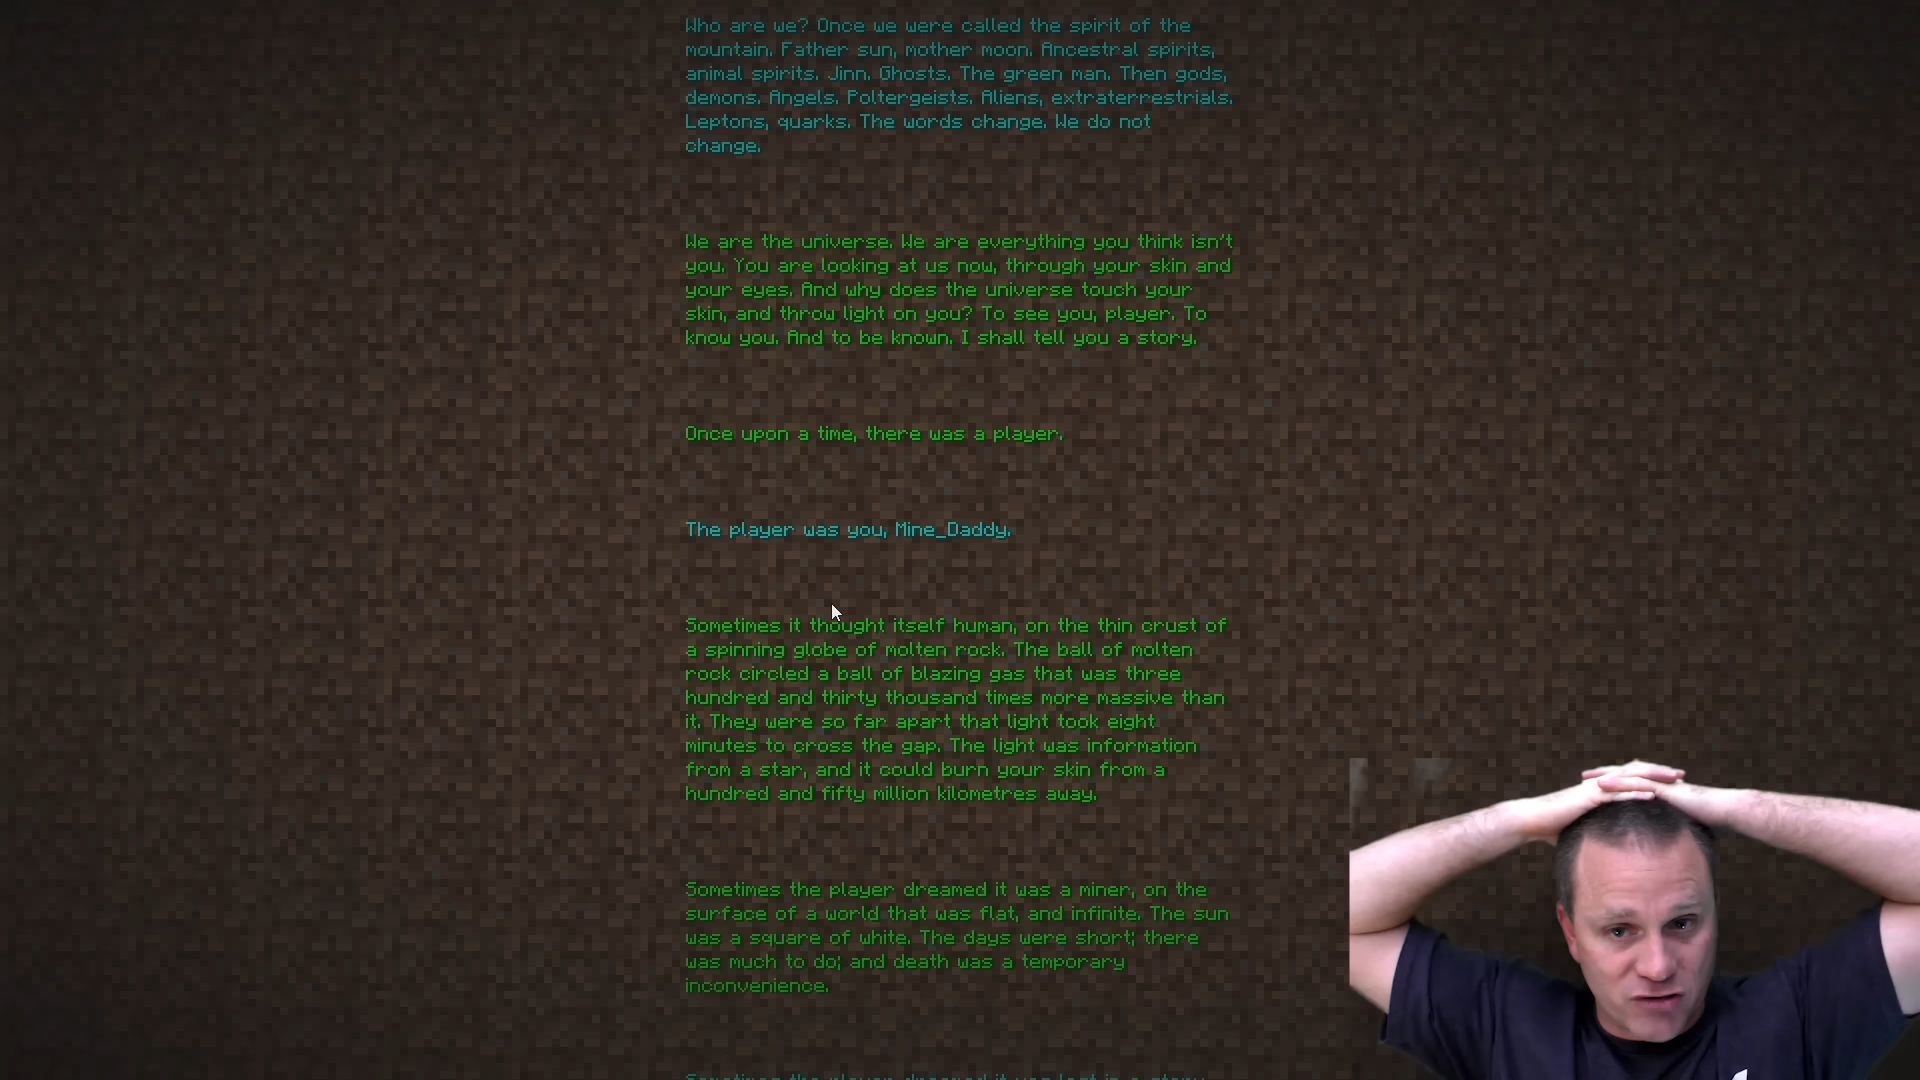 Who are we? Once we were called the spirit of the
mountain. Father sun, mother moon. Ancestral spirits,
animal spirits. Jinn. Ghosts. The green man. Then gods,
demons. Angels. Poltergeists. Aliens, extraterrestrials.
Leptons, quarks. The words change. We do not
change.
We are the universe. We are everything you think isn't
you. You are looking at us now, through your skin and
your eyes. And why does the universe touch your
skin, and throw light on you? To see you, player. To
know you. And to be known. I shall tell you a story.
Once upon a time, there was a player.
The player was you, Mine_Daddy.
Sometimes it thought itself human, on the thin crust of
a spinning globe of molten rock. The ball of molten
rock circled a ball of blazing gas that was three
hundred and thirty thousand times more massive than
it. They were so far apart that light took eight
minutes to cross the gap. The light was information
from a star, and it could burn your skin from a
hundred and fifty million kilometres away.
Sometimes the player dreamed it was a miner, on the
surface of a world that was flat, and infinite. The sun
was a square of white. The days were short; there
was much to do; and death was a temporary
inconvenience.